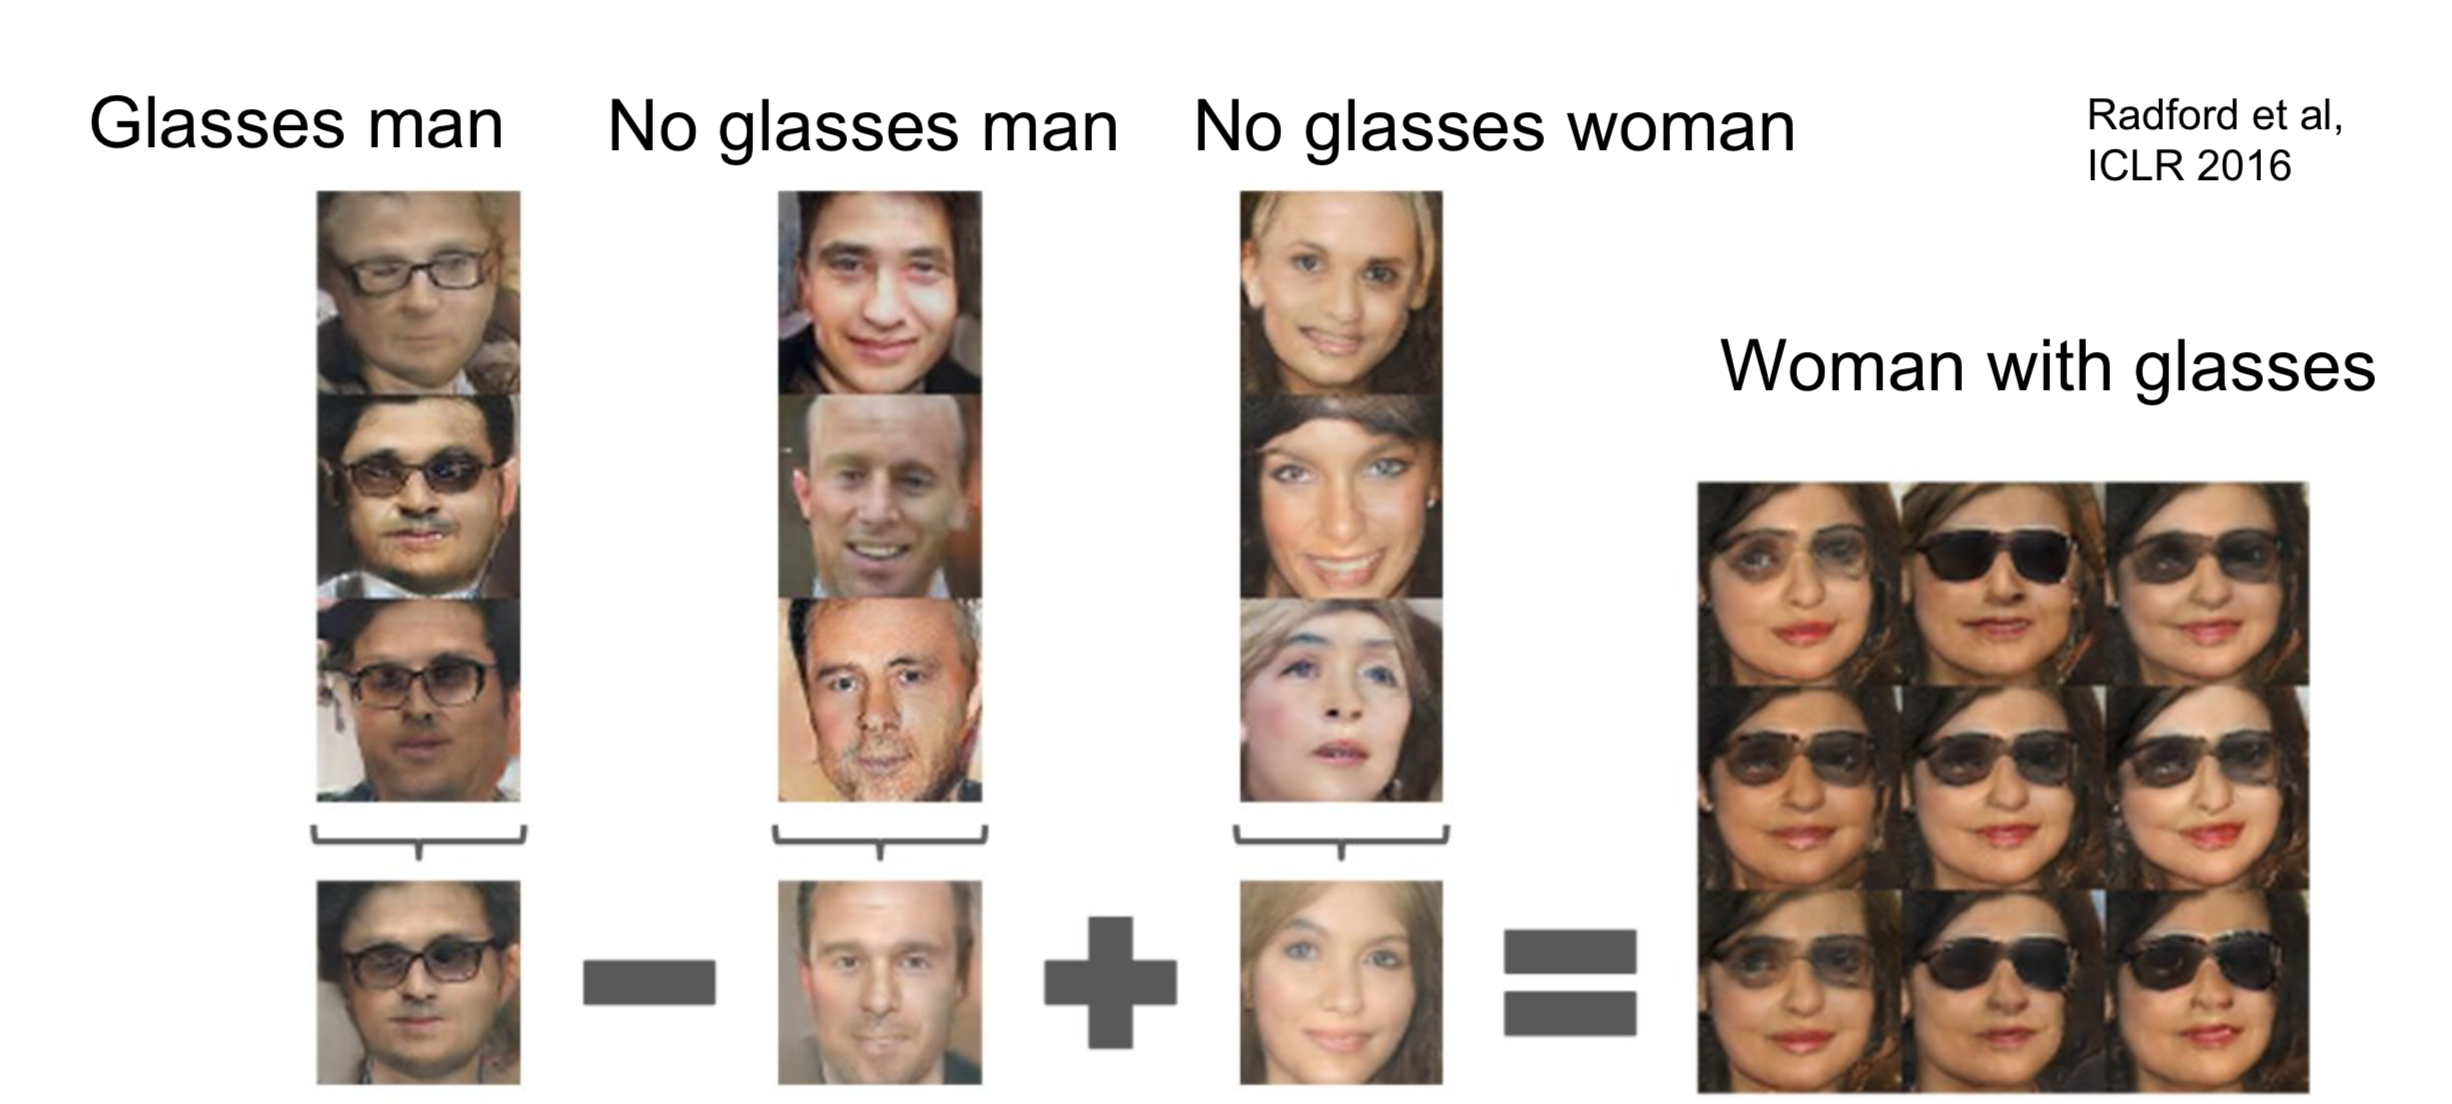 Glasses man
No glasses man
No glasses woman
Radford et al,
ICLR 2016
Woman with glasses